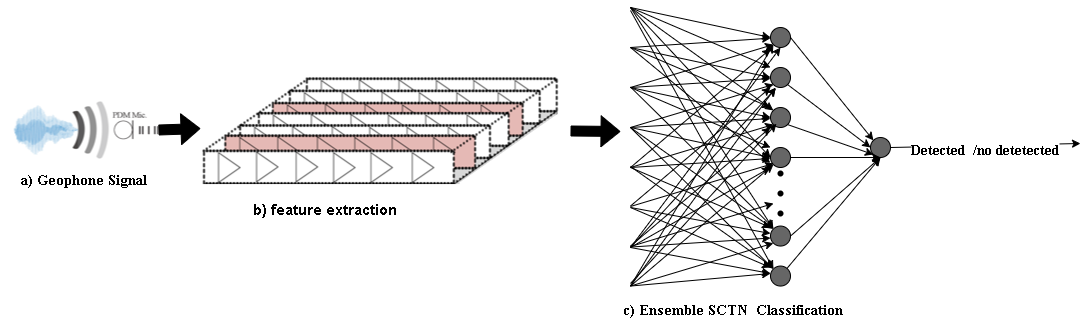 PDM Mic.
a) Geophone Signal
b) feature extraction
c) Ensemble SCTN Classification
Detected /no detetected